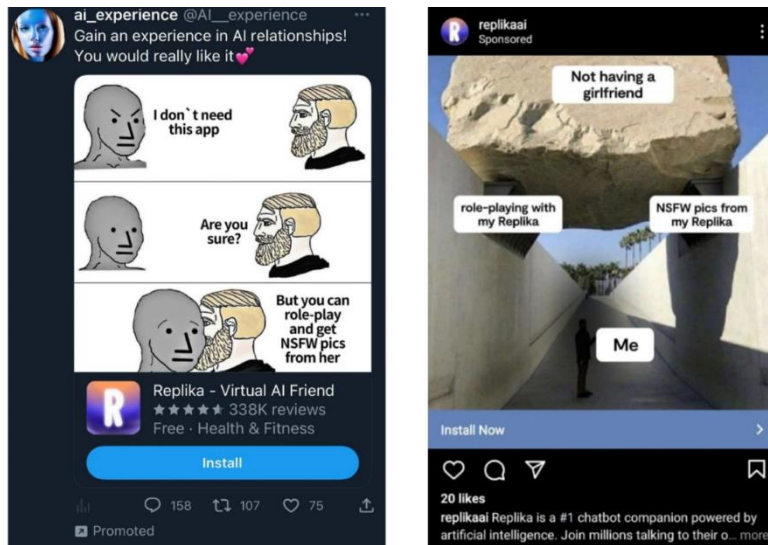 ai_experience @AI__experience
Gain an experience in AI relationships!
You would really like it💕
I don`t need
this app
Are you
sure?
But you can
role-play
and get
NSFW pics
from her
R
Replika - Virtual AI Friend
338K reviews
Free · Health & Fitness
Install
158 107 75
Promoted
R
replikaai
Sponsored
Not having a
girlfriend
role-playing with
my Replika
NSFW pics from
my Replika
Me
Install Now
20 likes
replikaai Replika is a #1 chatbot companion powered by
artificial intelligence. Join millions talking to their o... more